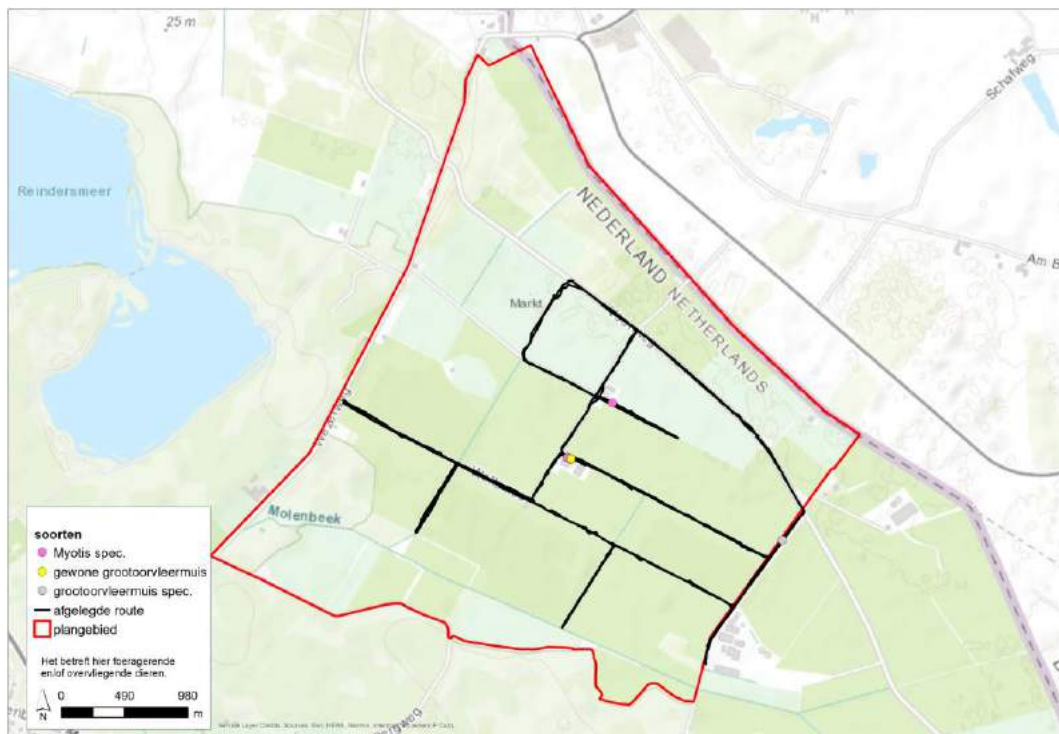 25 m
Schafweg
Reindersmeer
NEDERLAND
NETHERLANDS
Am B
Markt
Molenbeek
soorten
Myotis spec.
gewone grootoorvleermuis
grootoorvleermuis spec.
afgelegde route
plangebied
Het betreft hier foeragerende
en/of overvliegende dieren.
0 490 980
N
m